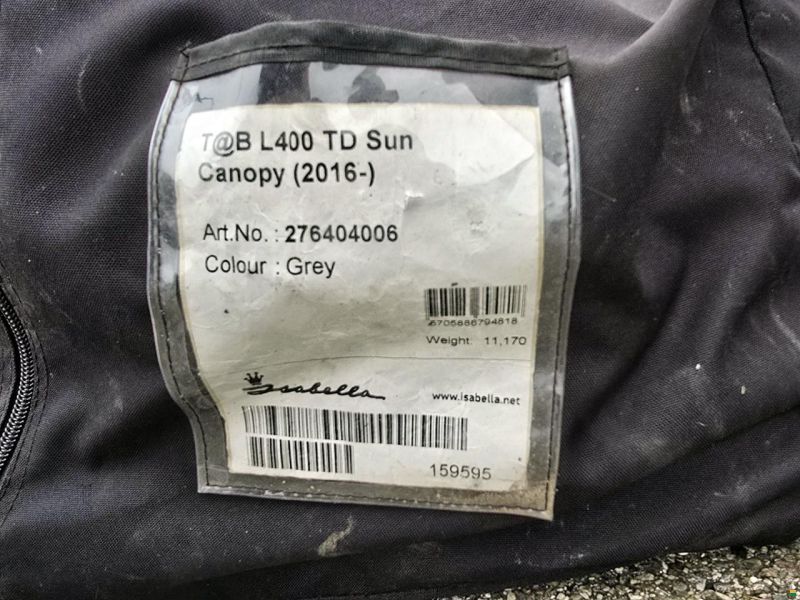 T@B L400 TD Sun
Canopy (2016-)
Art.No. : 276404006
Colour : Grey
5705886794818
Weight: 11,170
Isabella
www.isabella.net
159595